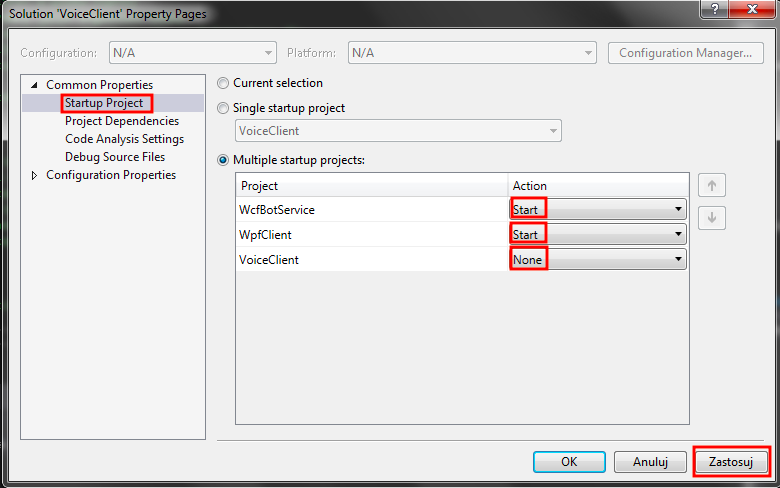 Solution 'VoiceClient' Property Pages
Configuration: N/A Platform: N/A Configuration Manager...
Common Properties
Startup Project
Project Dependencies
Code Analysis Settings
Debug Source Files
Configuration Properties
Current selection
Single startup project
VoiceClient
Multiple startup projects:
Project Action
WcfBotService Start
WpfClient Start
VoiceClient None
OK Anuluj Zastosuj